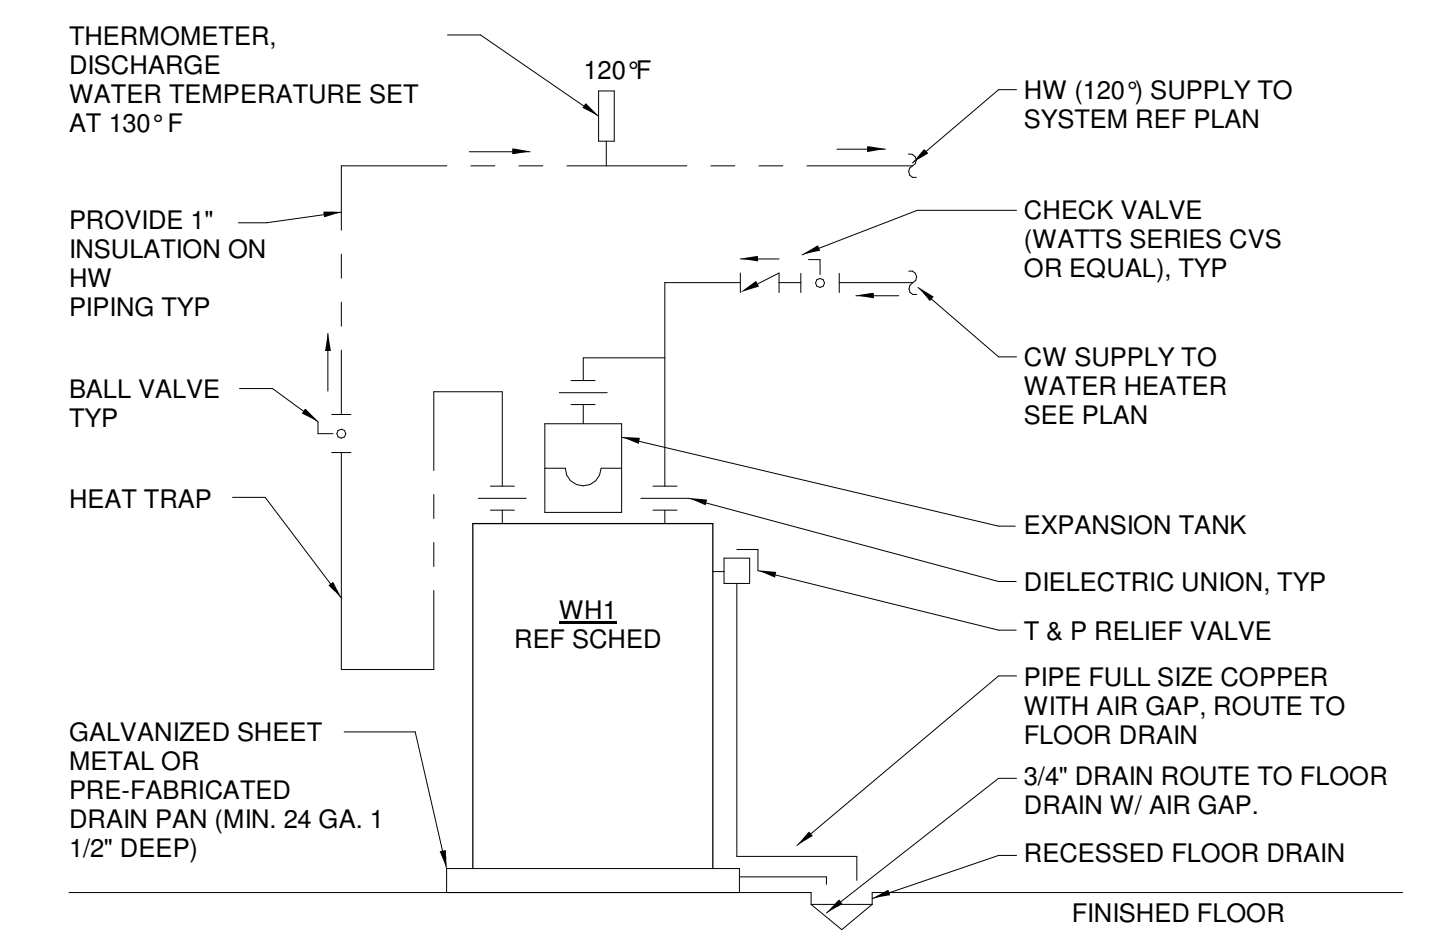 THERMOMETER,
DISCHARGE
WATER TEMPERATURE SET
AT 130° F
120°F
HW (120°) SUPPLY TO
SYSTEM REF PLAN
PROVIDE 1"
INSULATION ON
HW
PIPING TYP
CHECK VALVE
(WATTS SERIES CVS
OR EQUAL), TYP
BALL VALVE
TYP
CW SUPPLY TO
WATER HEATER
SEE PLAN
HEAT TRAP
EXPANSION TANK
DIELECTRIC UNION, TYP
WH1
REF SCHED
T & P RELIEF VALVE
PIPE FULL SIZE COPPER
WITH AIR GAP, ROUTE TO
FLOOR DRAIN
GALVANIZED SHEET
METAL OR
PRE-FABRICATED
DRAIN PAN (MIN. 24 GA. 1
1/2" DEEP)
3/4" DRAIN ROUTE TO FLOOR
DRAIN W/ AIR GAP.
RECESSED FLOOR DRAIN
FINISHED FLOOR